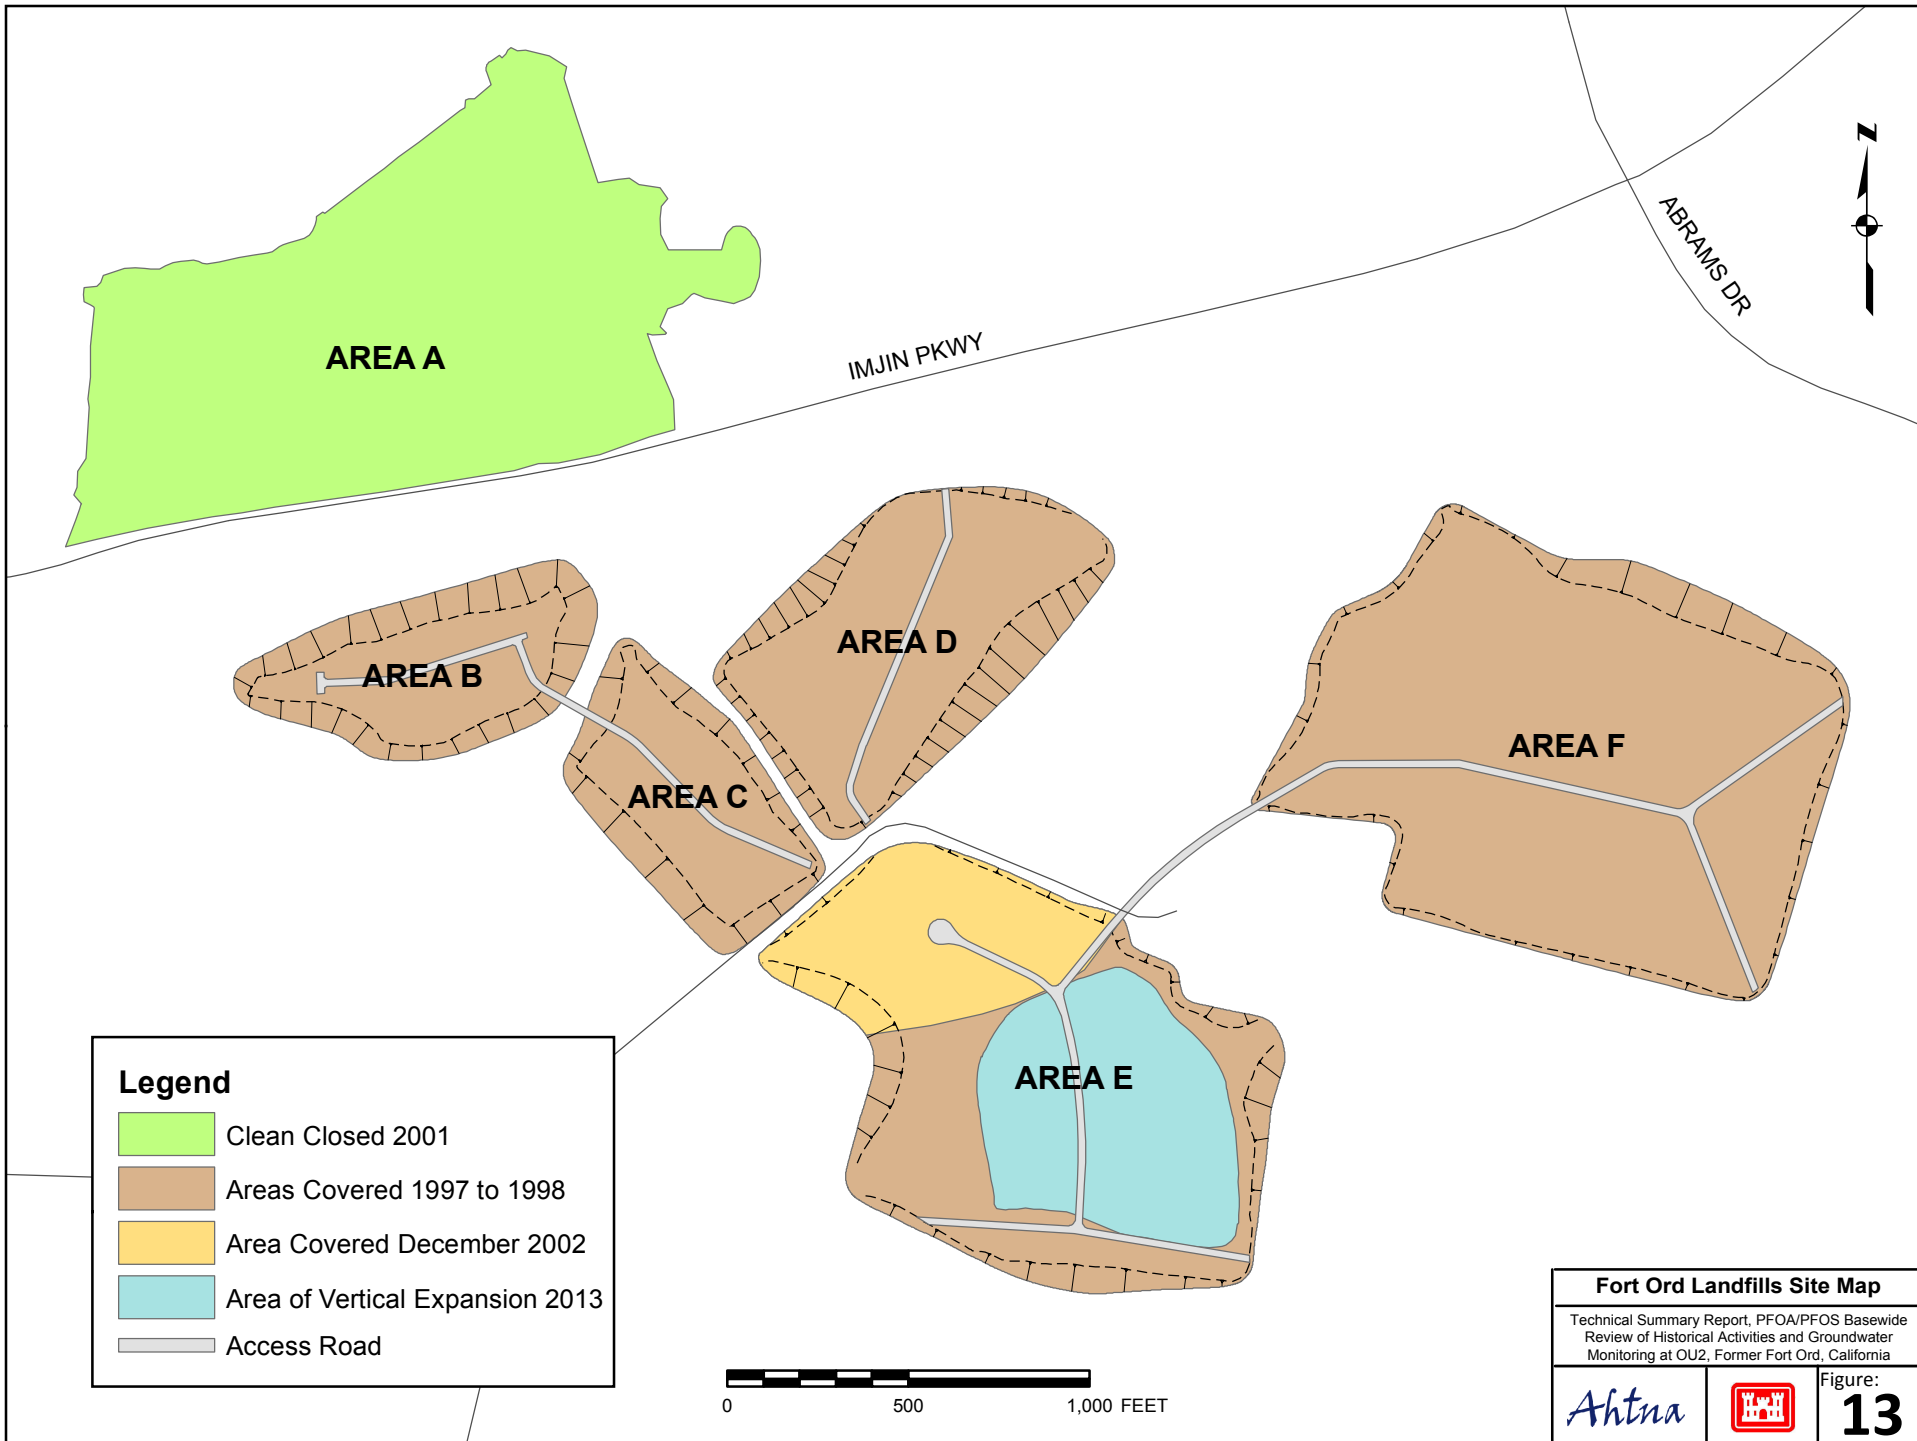 AREA A
IMJIN PKWY
ABRAMS DR
N
AREA B
AREA C
AREA D
AREA F
AREA E
Legend
Clean Closed 2001
Areas Covered 1997 to 1998
Area Covered December 2002
Area of Vertical Expansion 2013
Access Road
0 500 1,000 FEET
Fort Ord Landfills Site Map
Technical Summary Report, PFOA/PFOS Basewide
Review of Historical Activities and Groundwater
Monitoring at OU2, Former Fort Ord, California
Ahtna
Figure:
13